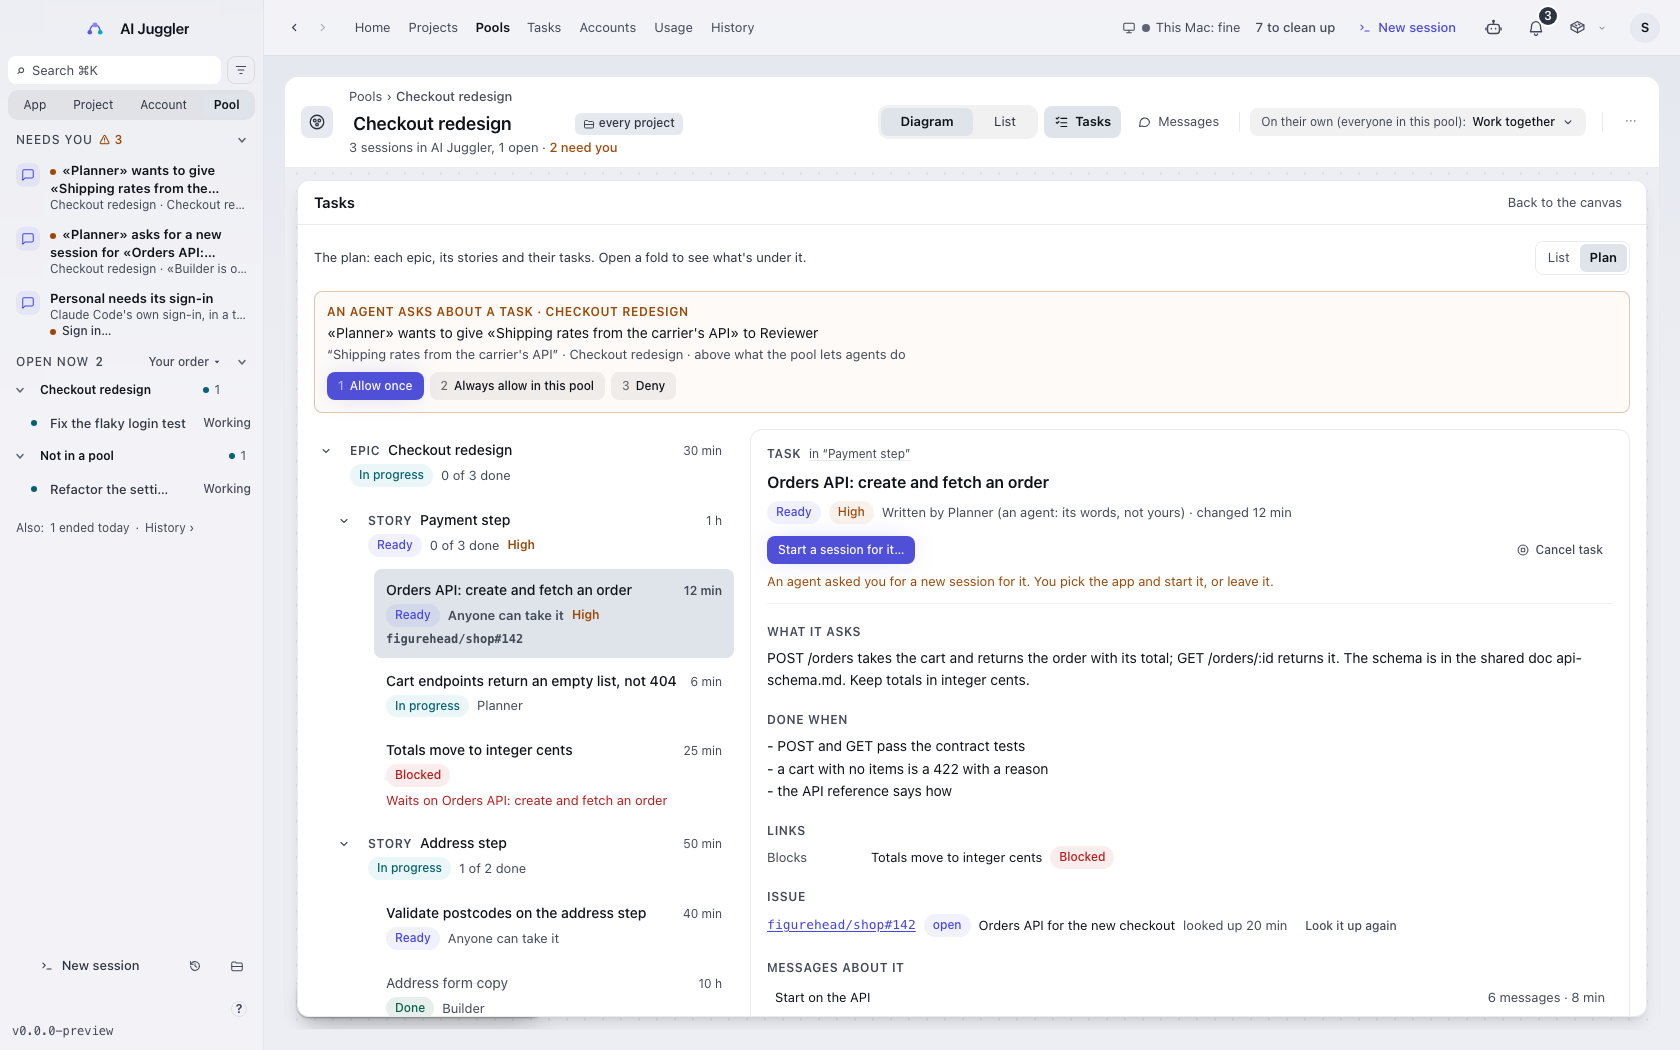 AI Juggler
Search ⌘K
App Project Account Pool
NEEDS YOU 3
«Planner» wants to give
«Shipping rates from the...
Checkout redesign · Checkout re...
«Planner» asks for a new
session for «Orders API:...
Checkout redesign · «Builder is o...
Personal needs its sign-in
Claude Code's own sign-in, in a t...
Sign in...
OPEN NOW 2 Your order
Checkout redesign 1
Fix the flaky login test Working
Not in a pool 1
Refactor the setti... Working
Also: 1 ended today · History ›
New session
?
v0.0.0-preview
Home Projects Pools Tasks Accounts Usage History
This Mac: fine 7 to clean up New session 3 S
Pools › Checkout redesign
Checkout redesign every project
3 sessions in AI Juggler, 1 open · 2 need you
Diagram List Tasks Messages On their own (everyone in this pool): Work together ...
Tasks Back to the canvas
The plan: each epic, its stories and their tasks. Open a fold to see what's under it. List Plan
AN AGENT ASKS ABOUT A TASK · CHECKOUT REDESIGN
«Planner» wants to give «Shipping rates from the carrier's API» to Reviewer
“Shipping rates from the carrier's API” · Checkout redesign · above what the pool lets agents do
1 Allow once 2 Always allow in this pool 3 Deny
EPIC Checkout redesign 30 min
In progress 0 of 3 done
STORY Payment step 1 h
Ready 0 of 3 done High
Orders API: create and fetch an order 12 min
Ready Anyone can take it High
figurehead/shop#142
Cart endpoints return an empty list, not 404 6 min
In progress Planner
Totals move to integer cents 25 min
Blocked
Waits on Orders API: create and fetch an order
STORY Address step 50 min
In progress 1 of 2 done
Validate postcodes on the address step 40 min
Ready Anyone can take it
Address form copy 10 h
Done Builder
TASK in “Payment step”
Orders API: create and fetch an order
Ready High Written by Planner (an agent: its words, not yours) · changed 12 min
Start a session for it... Cancel task
An agent asked you for a new session for it. You pick the app and start it, or leave it.
WHAT IT ASKS
POST /orders takes the cart and returns the order with its total; GET /orders/:id returns it. The schema is in the shared doc api-
schema.md. Keep totals in integer cents.
DONE WHEN
- POST and GET pass the contract tests
- a cart with no items is a 422 with a reason
- the API reference says how
LINKS
Blocks Totals move to integer cents Blocked
ISSUE
figurehead/shop#142 open Orders API for the new checkout looked up 20 min Look it up again
MESSAGES ABOUT IT
Start on the API 6 messages · 8 min